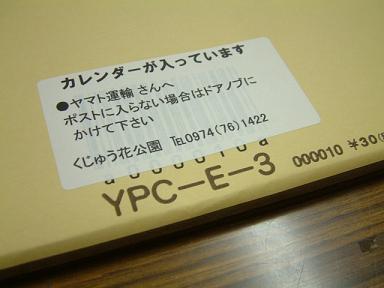 カレンダーが入っています
●ヤマト運輸さんへ
ポストに入らない場合はドアノブに
かけて下さい
くじゅう花公園 TEL0974(76)1422
YPC-E-3 000010 ¥30